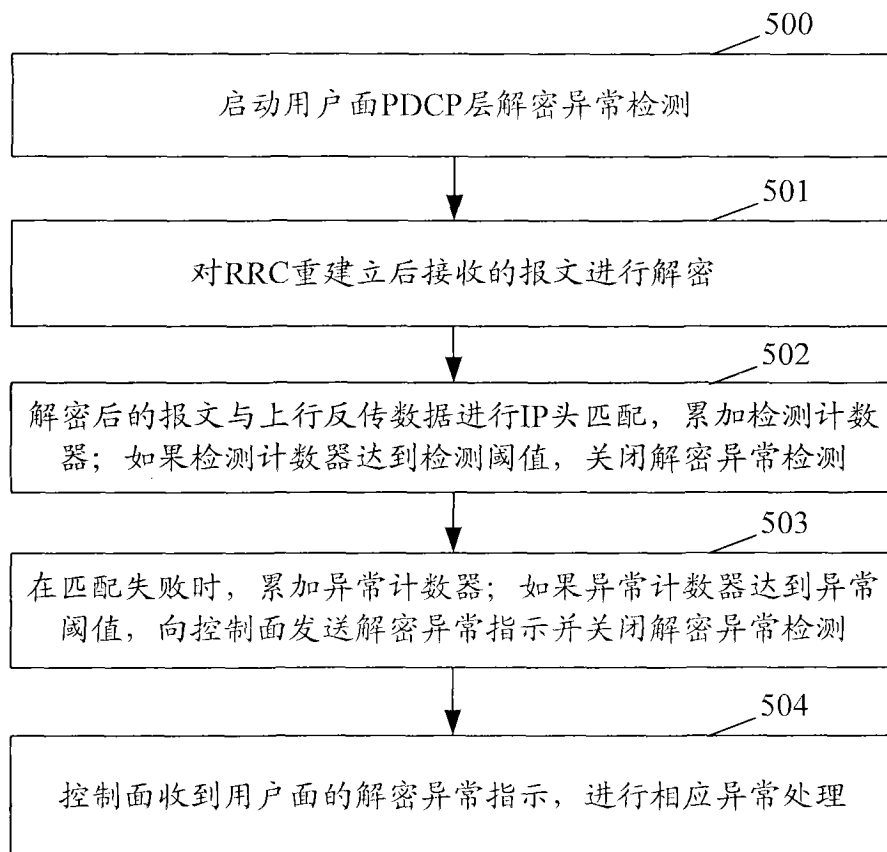 500
启动用户面PDCP层解密异常检测
501
对RRC重建立后接收的报文进行解密
502
解密后的报文与上行反传数据进行IP头匹配，累加检测计数
器；如果检测计数器达到检测阈值，关闭解密异常检测
503
在匹配失败时，累加异常计数器；如果异常计数器达到异常
阈值，向控制面发送解密异常指示并关闭解密异常检测
504
控制面收到用户面的解密异常指示，进行相应异常处理